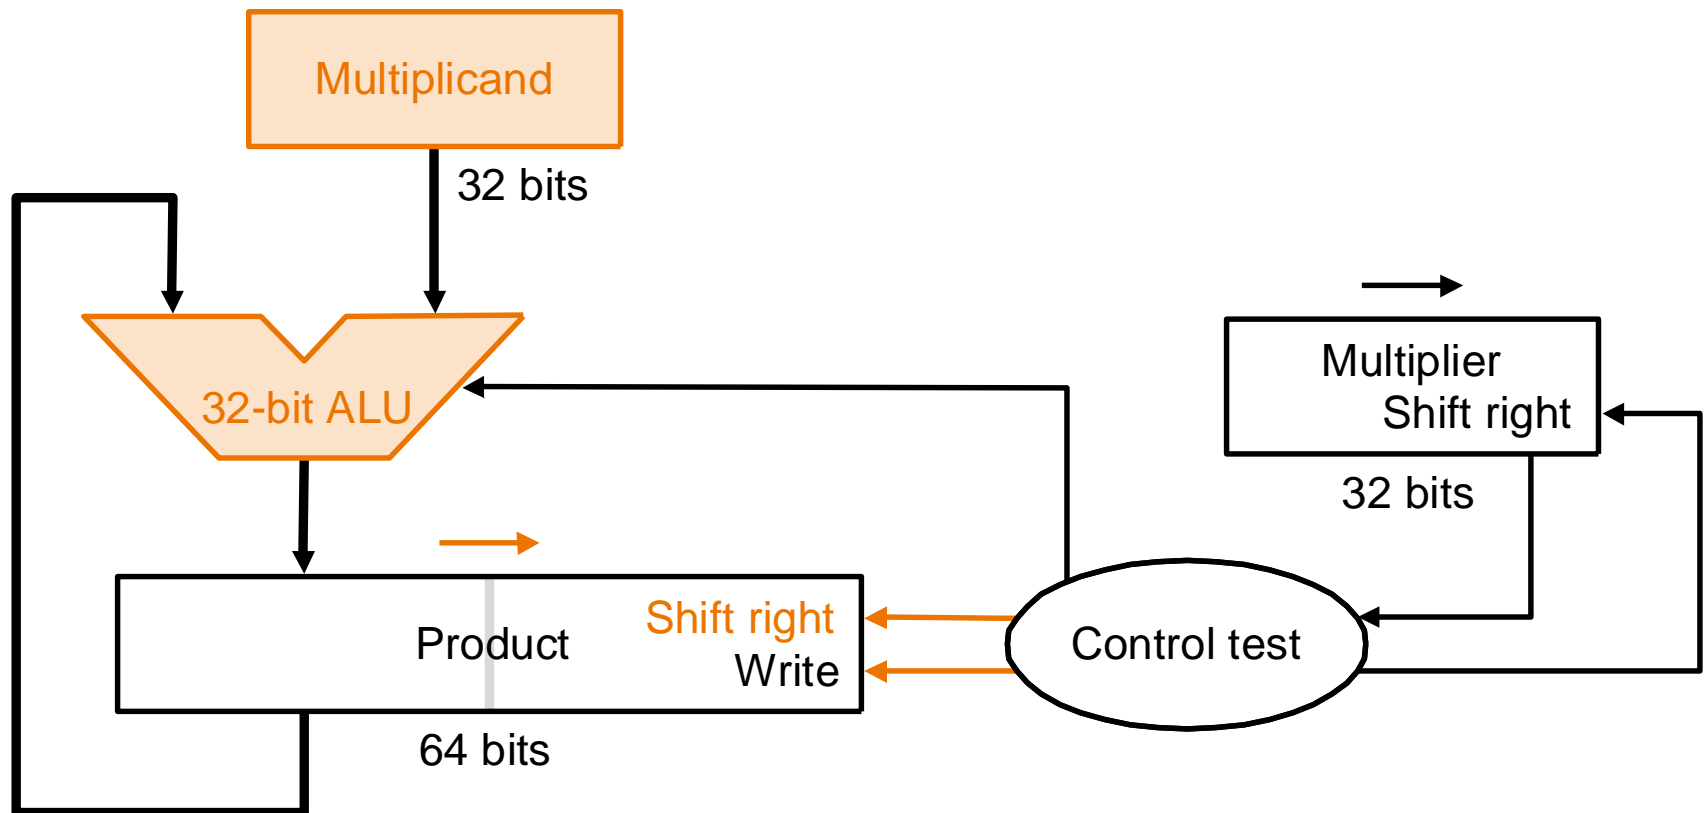 Multiplicand
32 bits
32-bit ALU
Multiplier
Shift right
32 bits
Product
Shift right
Write
64 bits
Control test